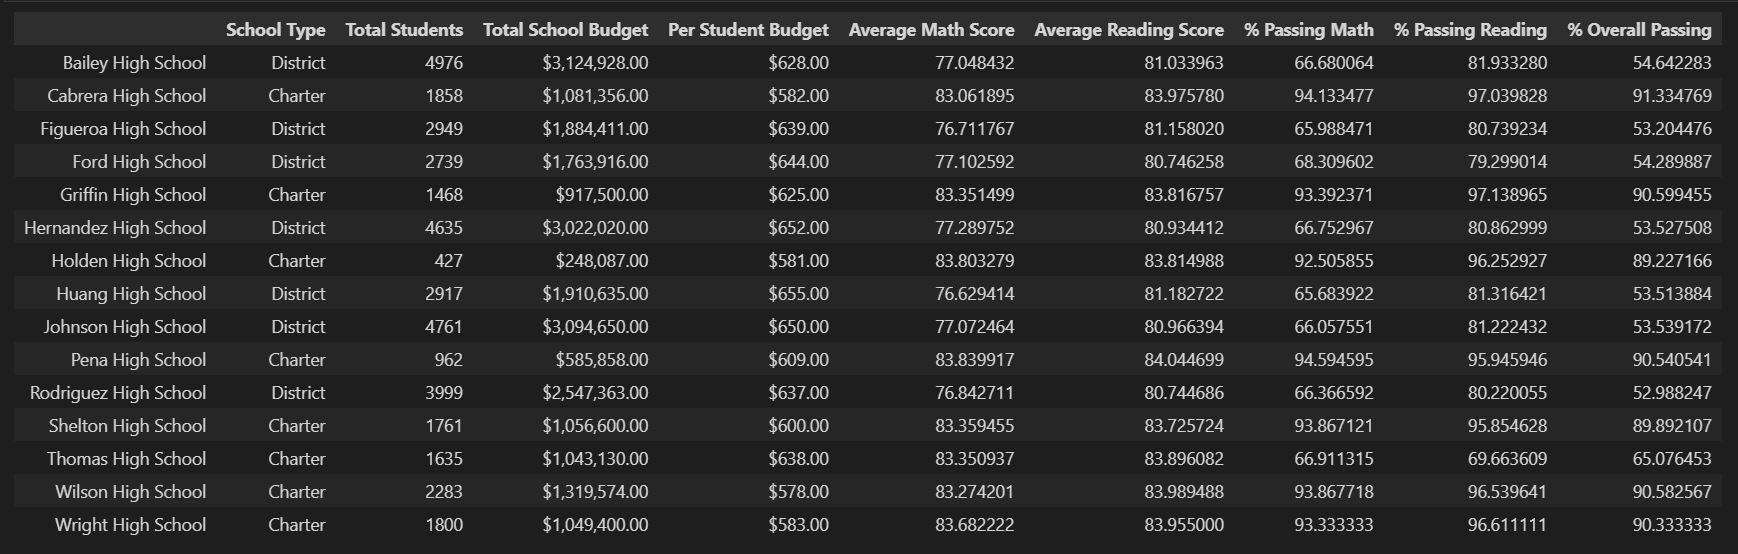 School Type Total Students Total School Budget Per Student Budget Average Math Score Average Reading Score % Passing Math % Passing Reading % Overall Passing
Bailey High School District 4976 $3,124,928.00 $628.00 77.048432 81.033963 66.680064 81.933280 54.642283
Cabrera High School Charter 1858 $1,081,356.00 $582.00 83.061895 83.975780 94.133477 97.039828 91.334769
Figueroa High School District 2949 $1,884,411.00 $639.00 76.711767 81.158020 65.988471 80.739234 53.204476
Ford High School District 2739 $1,763,916.00 $644.00 77.102592 80.746258 68.309602 79.299014 54.289887
Griffin High School Charter 1468 $917,500.00 $625.00 83.351499 83.816757 93.392371 97.138965 90.599455
Hernandez High School District 4635 $3,022,020.00 $652.00 77.289752 80.934412 66.752967 80.862999 53.527508
Holden High School Charter 427 $248,087.00 $581.00 83.803279 83.814988 92.505855 96.252927 89.227166
Huang High School District 2917 $1,910,635.00 $655.00 76.629414 81.182722 65.683922 81.316421 53.513884
Johnson High School District 4761 $3,094,650.00 $650.00 77.072464 80.966394 66.057551 81.222432 53.539172
Pena High School Charter 962 $585,858.00 $609.00 83.839917 84.044699 94.594595 95.945946 90.540541
Rodriguez High School District 3999 $2,547,363.00 $637.00 76.842711 80.744686 66.366592 80.220055 52.988247
Shelton High School Charter 1761 $1,056,600.00 $600.00 83.359455 83.725724 93.867121 95.854628 89.892107
Thomas High School Charter 1635 $1,043,130.00 $638.00 83.350937 83.896082 66.911315 69.663609 65.076453
Wilson High School Charter 2283 $1,319,574.00 $578.00 83.274201 83.989488 93.867718 96.539641 90.582567
Wright High School Charter 1800 $1,049,400.00 $583.00 83.682222 83.955000 93.333333 96.611111 90.333333